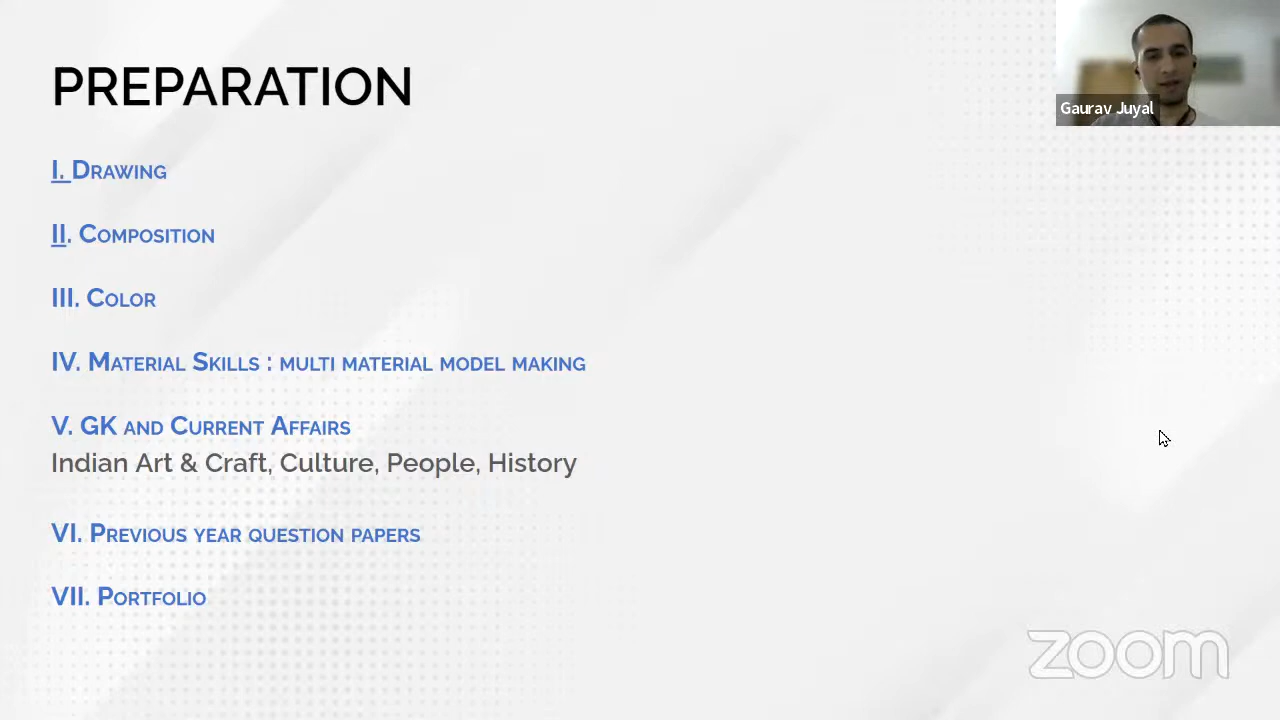 PREPARATION
Gaurav Juyal
I. Drawing
II. Composition
III. Color
IV. Material Skills : multi material model making
V. GK and Current Affairs
Indian Art & Craft, Culture, People, History
VI. Previous year question papers
VII. Portfolio
zoom